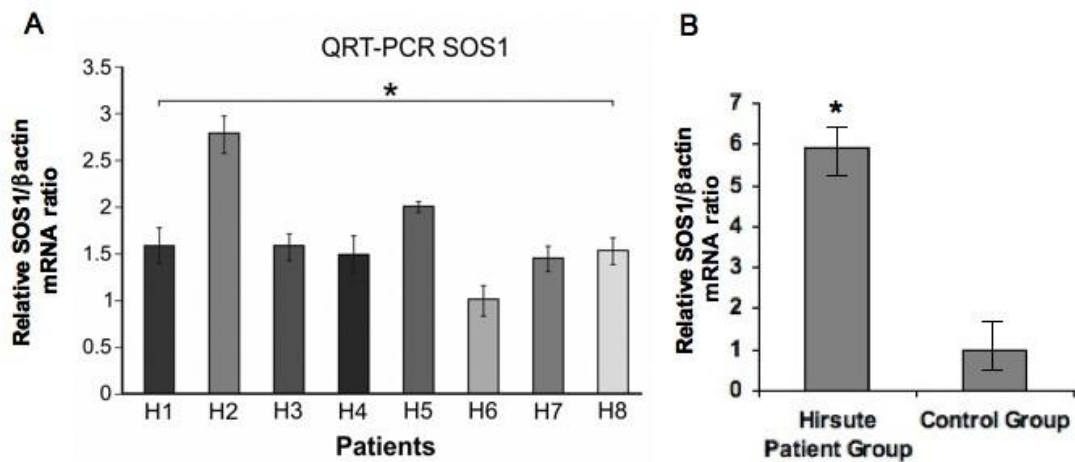 A
QRT-PCR SOS1
*
Relative SOS1/βactin
mRNA ratio
3.5
3
2.5
2
1.5
1
0.5
0
H1 H2 H3 H4 H5 H6 H7 H8
Patients
B
*
Relative SOS1/βactin
mRNA ratio
7
6
5
4
3
2
1
0
Hirsute
Patient Group
Control Group